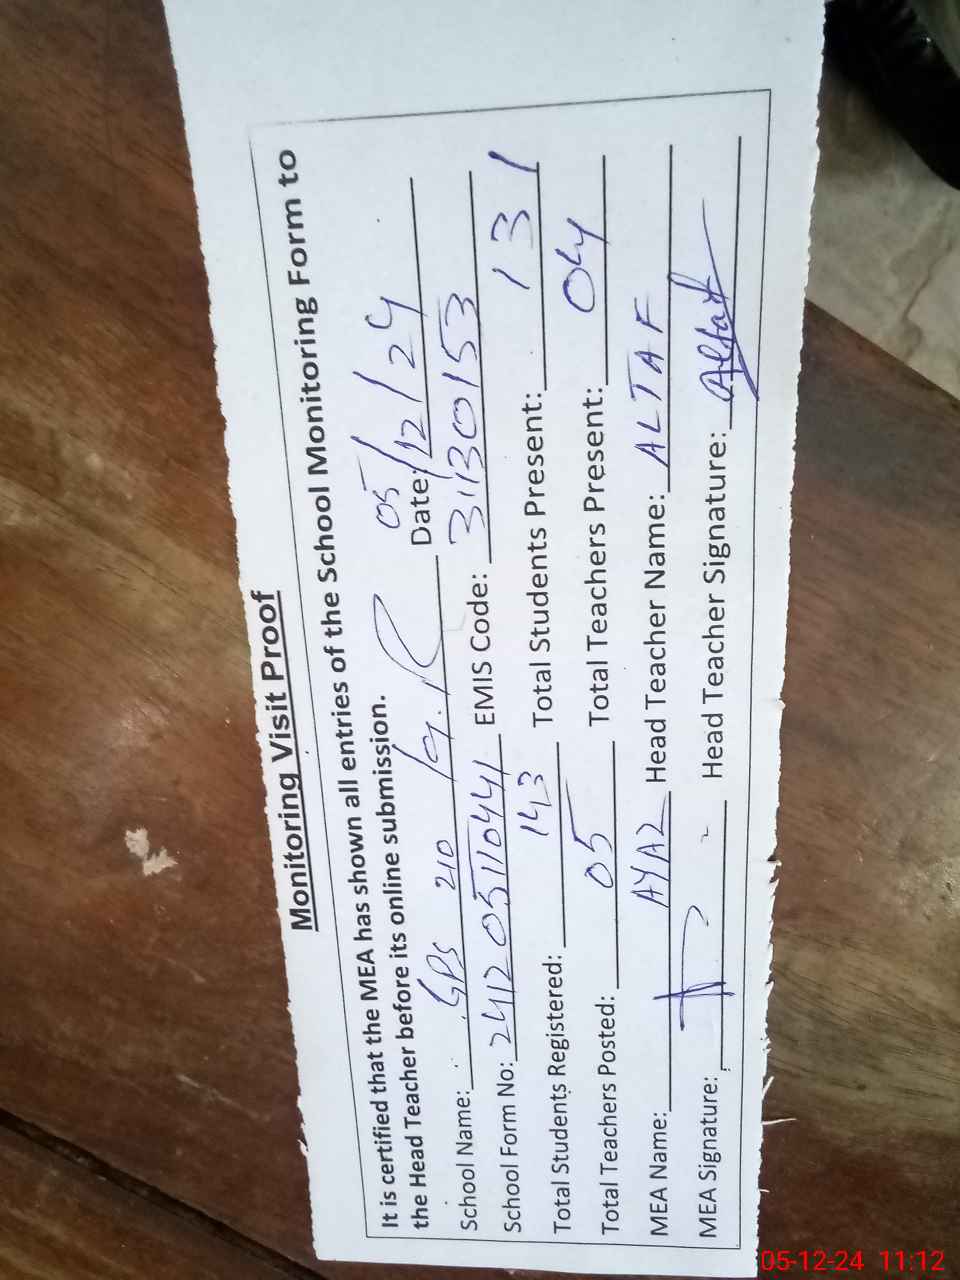 Monitoring Visit Proof
It is certified that the MEA has shown all entries of the School Monitoring Form to
the Head Teacher before its online submission.
School Name: GPS 210 Date: 05/12/24
School Form No: 241205110441 EMIS Code: 31130153
Total Students Registered: 143 Total Students Present: 131
Total Teachers Posted: 05 Total Teachers Present: 04
MEA Name: AYAZ Head Teacher Name: ALTAF
MEA Signature: Head Teacher Signature: Altaf
05-12-24 11:12